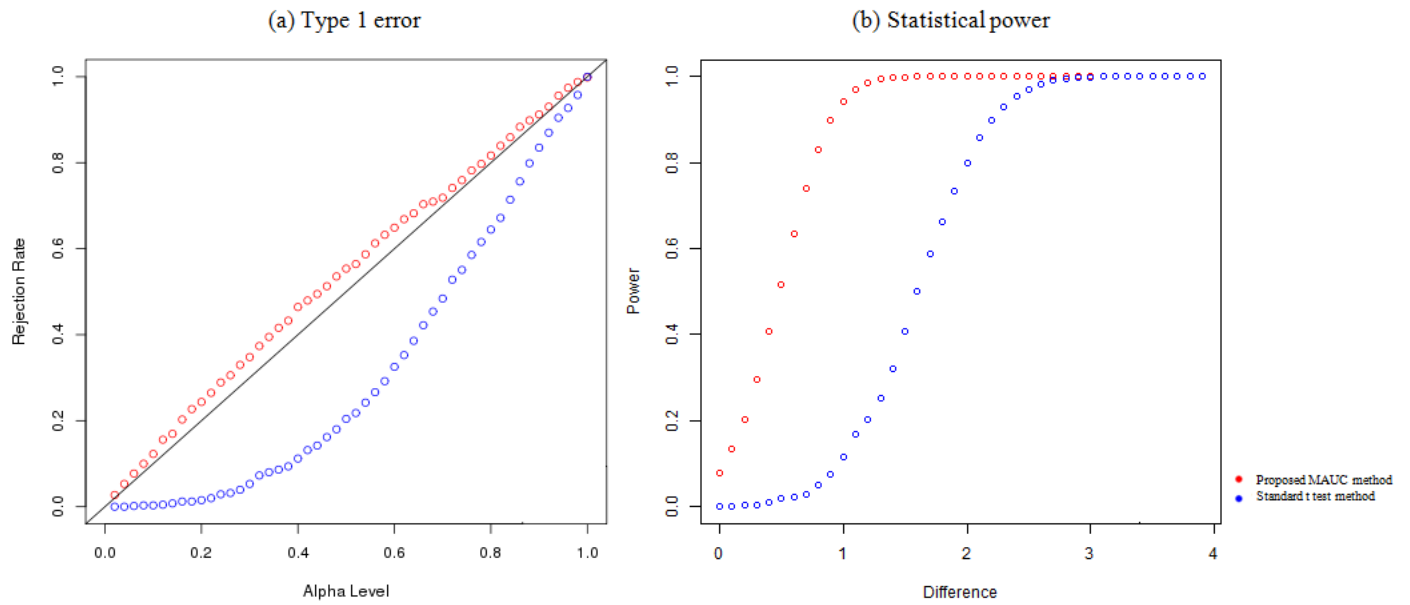 (a) Type 1 error
(b) Statistical power
Rejection Rate
1.0
0.8
0.6
0.4
0.2
0.0
0.0 0.2 0.4 0.6 0.8 1.0
Alpha Level
Power
1.0
0.8
0.6
0.4
0.2
0.0
0 1 2 3 4
Difference
Proposed MAUC method
Standard t test method